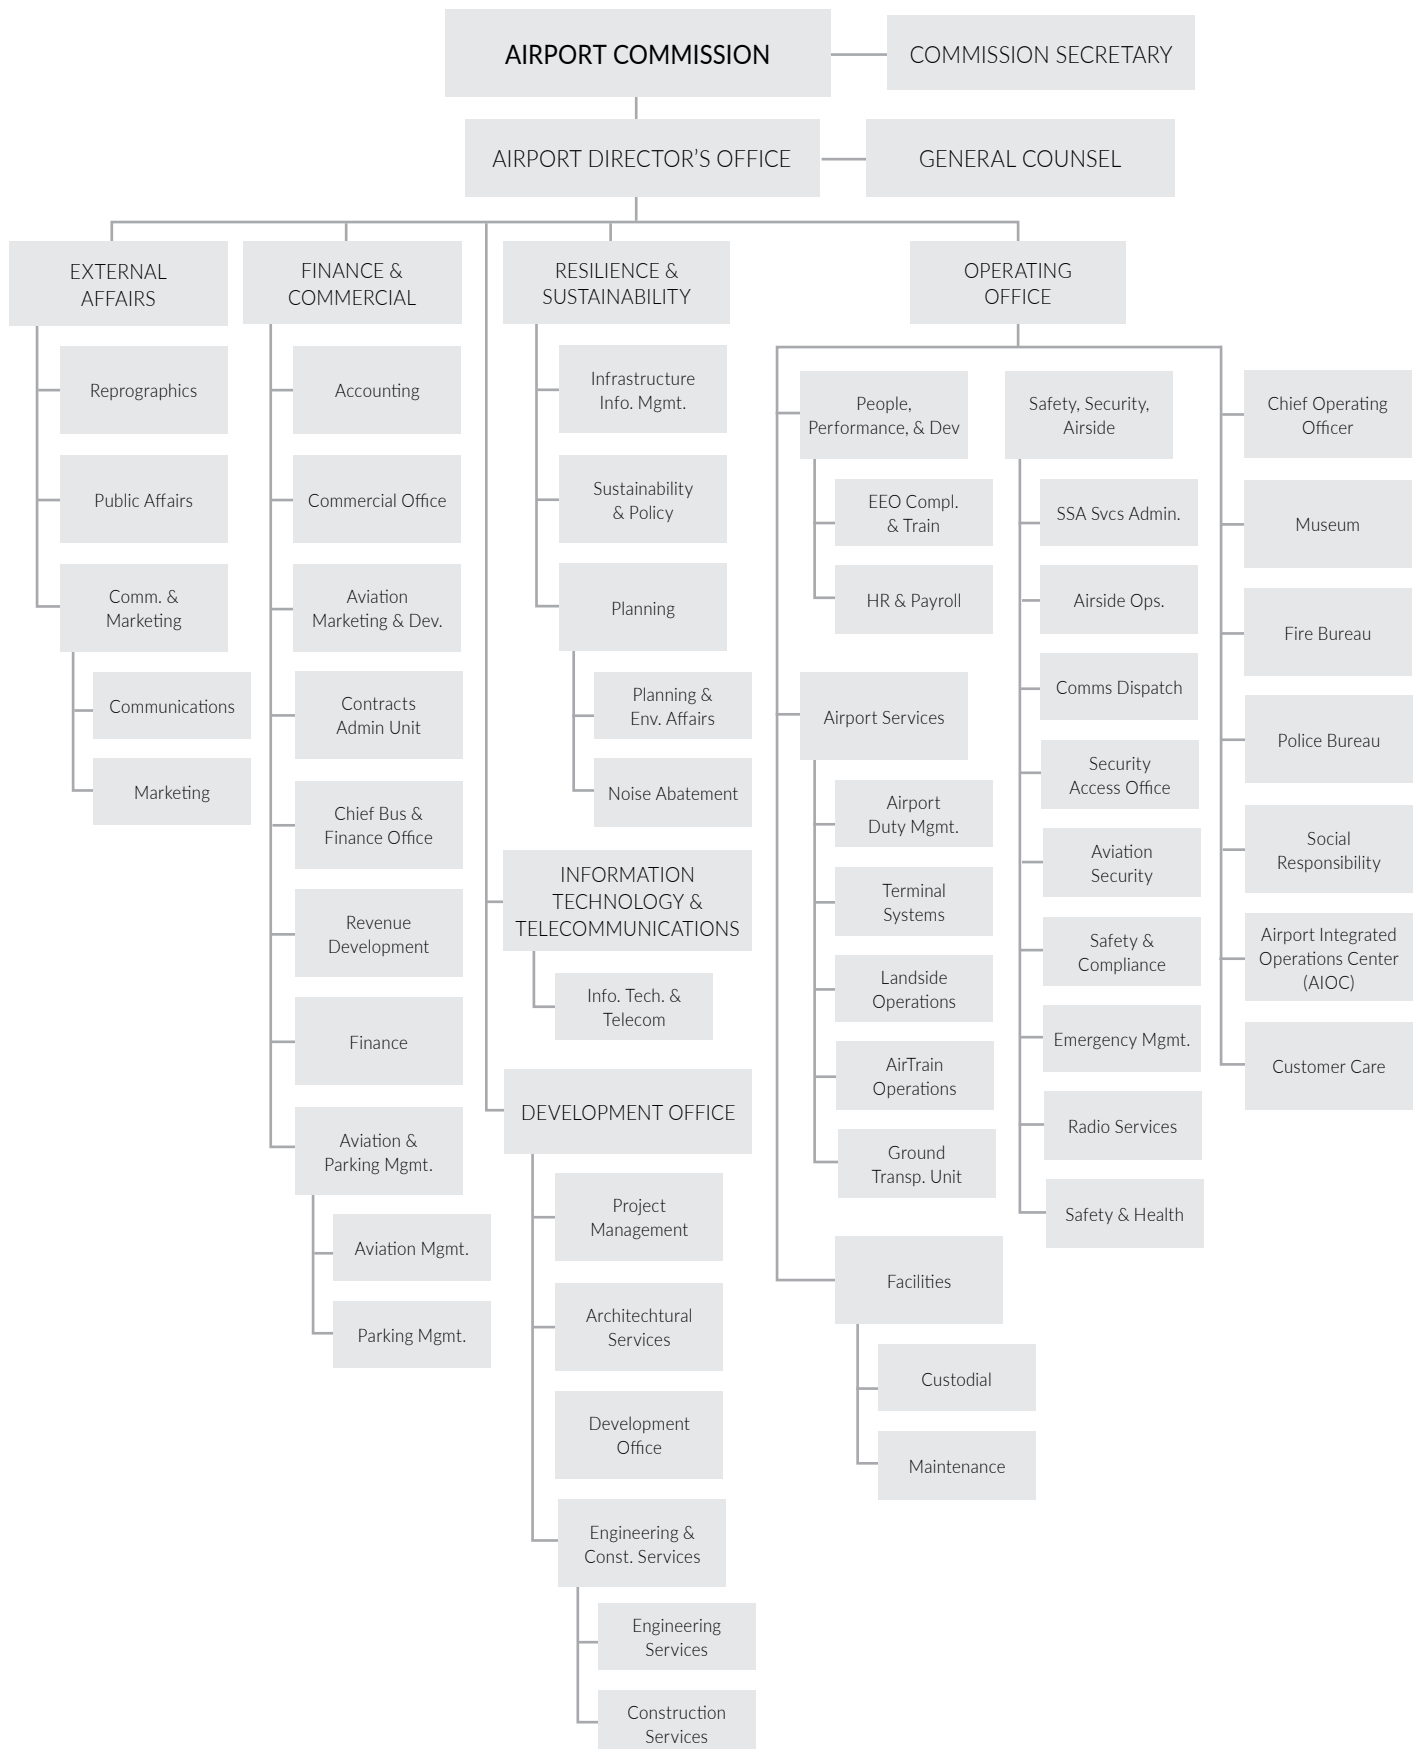 AIRPORT COMMISSION
COMMISSION SECRETARY
AIRPORT DIRECTOR’S OFFICE
GENERAL COUNSEL
EXTERNAL
AFFAIRS
Reprographics
Public Affairs
Comm. &
Marketing
Communications
Marketing
FINANCE &
COMMERCIAL
Accounting
Commercial Office
Aviation
Marketing & Dev.
Contracts
Admin Unit
Chief Bus &
Finance Office
Revenue
Development
Finance
Aviation &
Parking Mgmt.
Aviation Mgmt.
Parking Mgmt.
RESILIENCE &
SUSTAINABILITY
Infrastructure
Info. Mgmt.
Sustainability
& Policy
Planning
Planning &
Env. Affairs
Noise Abatement
INFORMATION
TECHNOLOGY &
TELECOMMUNICATIONS
Info. Tech. &
Telecom
DEVELOPMENT OFFICE
Project
Management
Architechtural
Services
Development
Office
Engineering &
Const. Services
Engineering
Services
Construction
Services
OPERATING
OFFICE
People,
Performance, & Dev
EEO Compl.
& Train
HR & Payroll
Airport Services
Airport
Duty Mgmt.
Terminal
Systems
Landside
Operations
AirTrain
Operations
Ground
Transp. Unit
Facilities
Custodial
Maintenance
Safety, Security,
Airside
SSA Svcs Admin.
Airside Ops.
Comms Dispatch
Security
Access Office
Aviation
Security
Safety &
Compliance
Emergency Mgmt.
Radio Services
Safety & Health
Chief Operating
Officer
Museum
Fire Bureau
Police Bureau
Social
Responsibility
Airport Integrated
Operations Center
(AIOC)
Customer Care